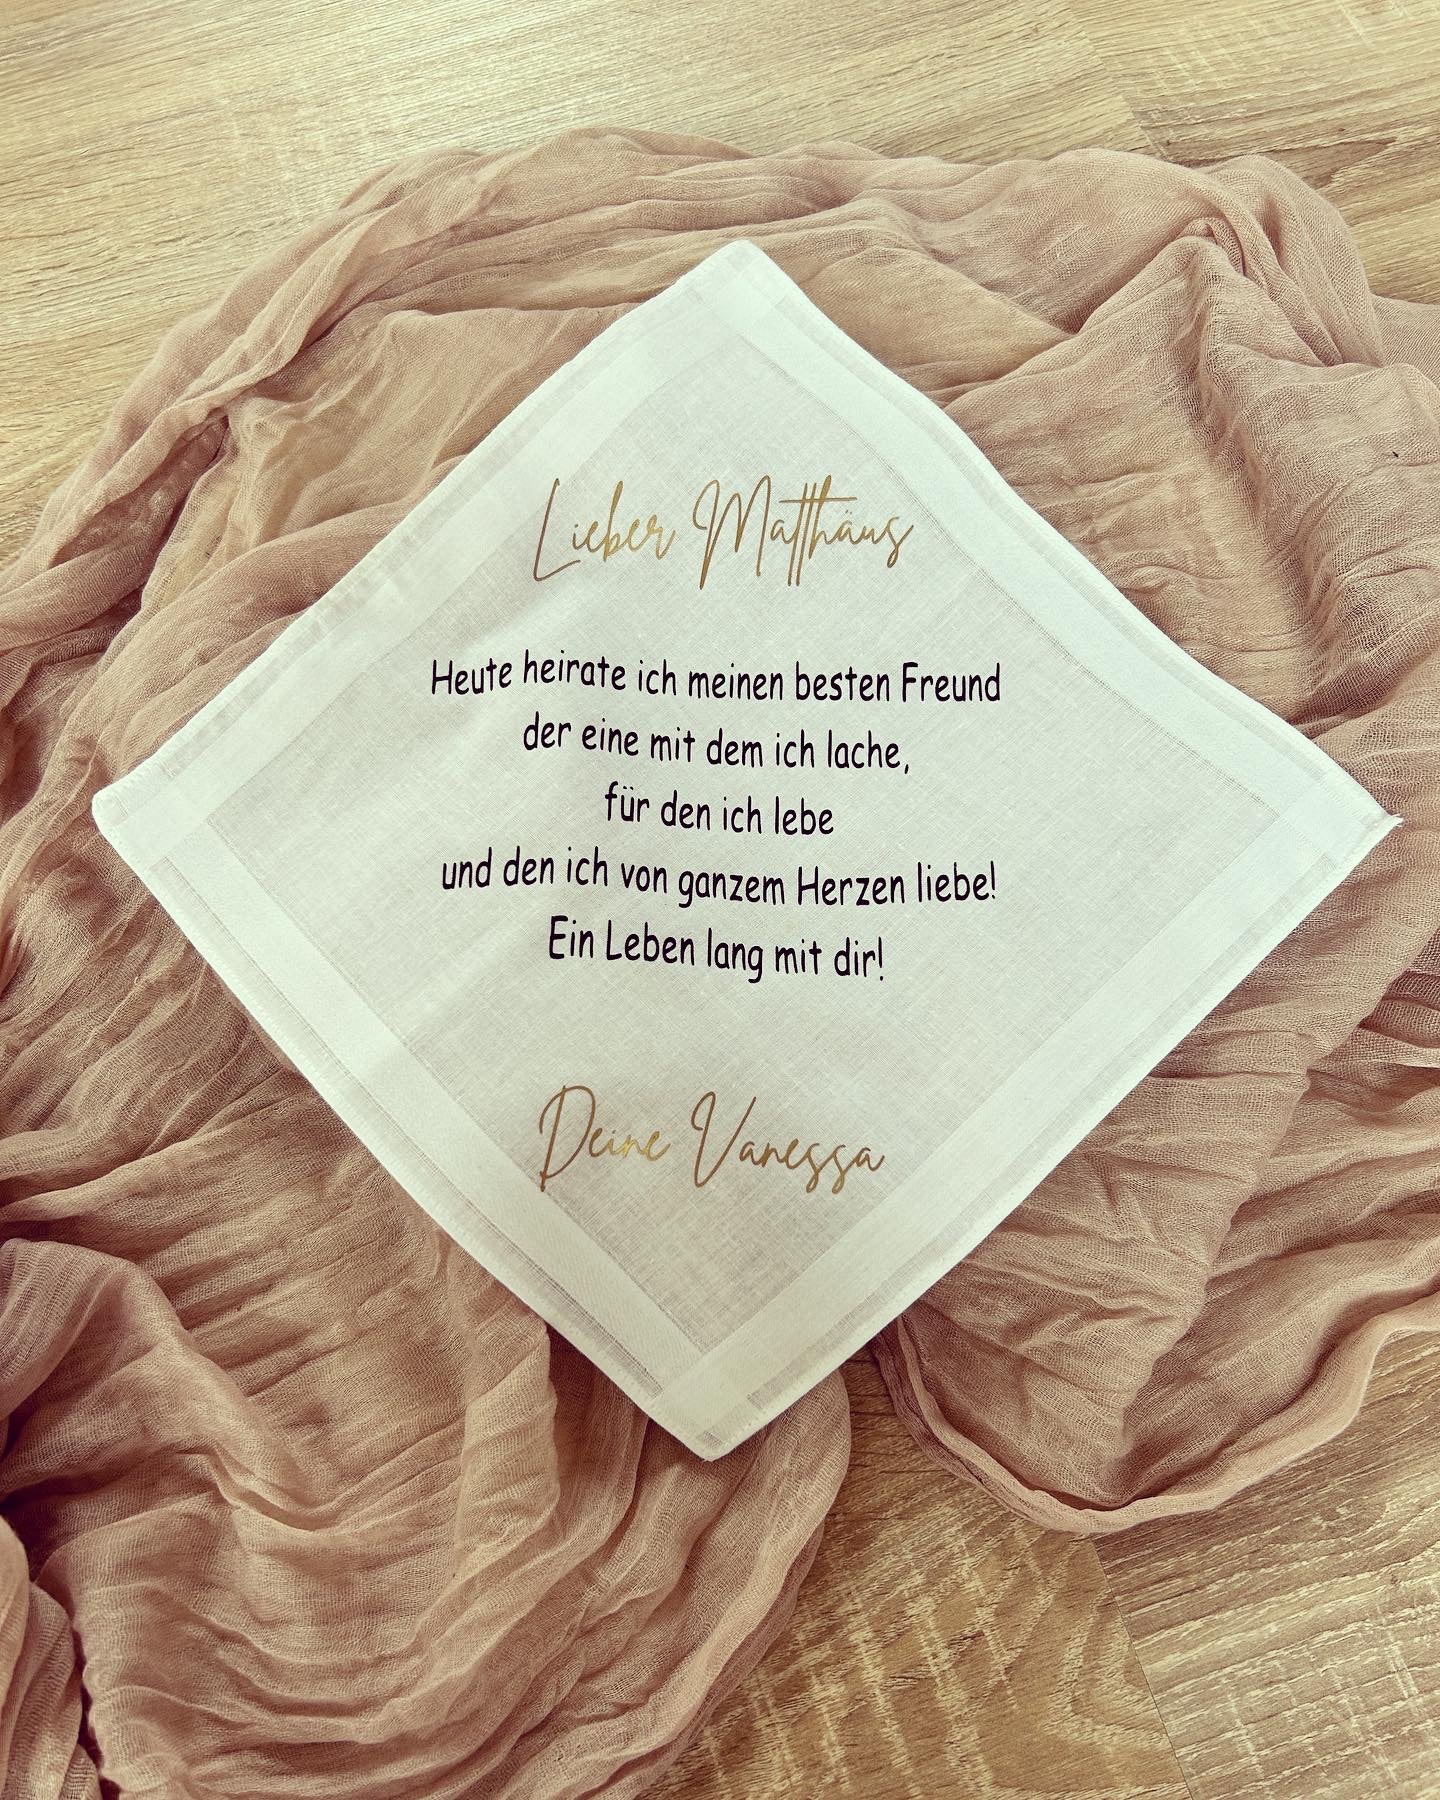 Lieber Matthäus
Heute heirate ich meinen besten Freund
der eine mit dem ich lache,
für den ich lebe
und den ich von ganzem Herzen liebe!
Ein Leben lang mit dir!
Deine Vanessa